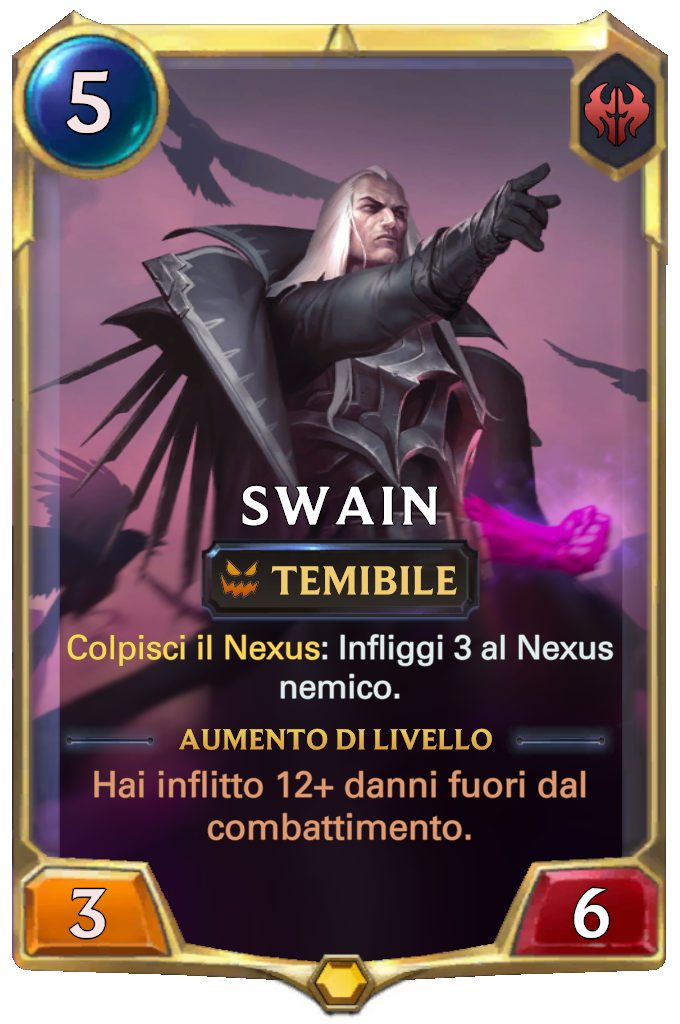 5
SWAIN
TEMIBILE
Colpisci il Nexus: Infliggi 3 al Nexus
nemico.
AUMENTO DI LIVELLO
Hai inflitto 12+ danni fuori dal
combattimento.
3
6